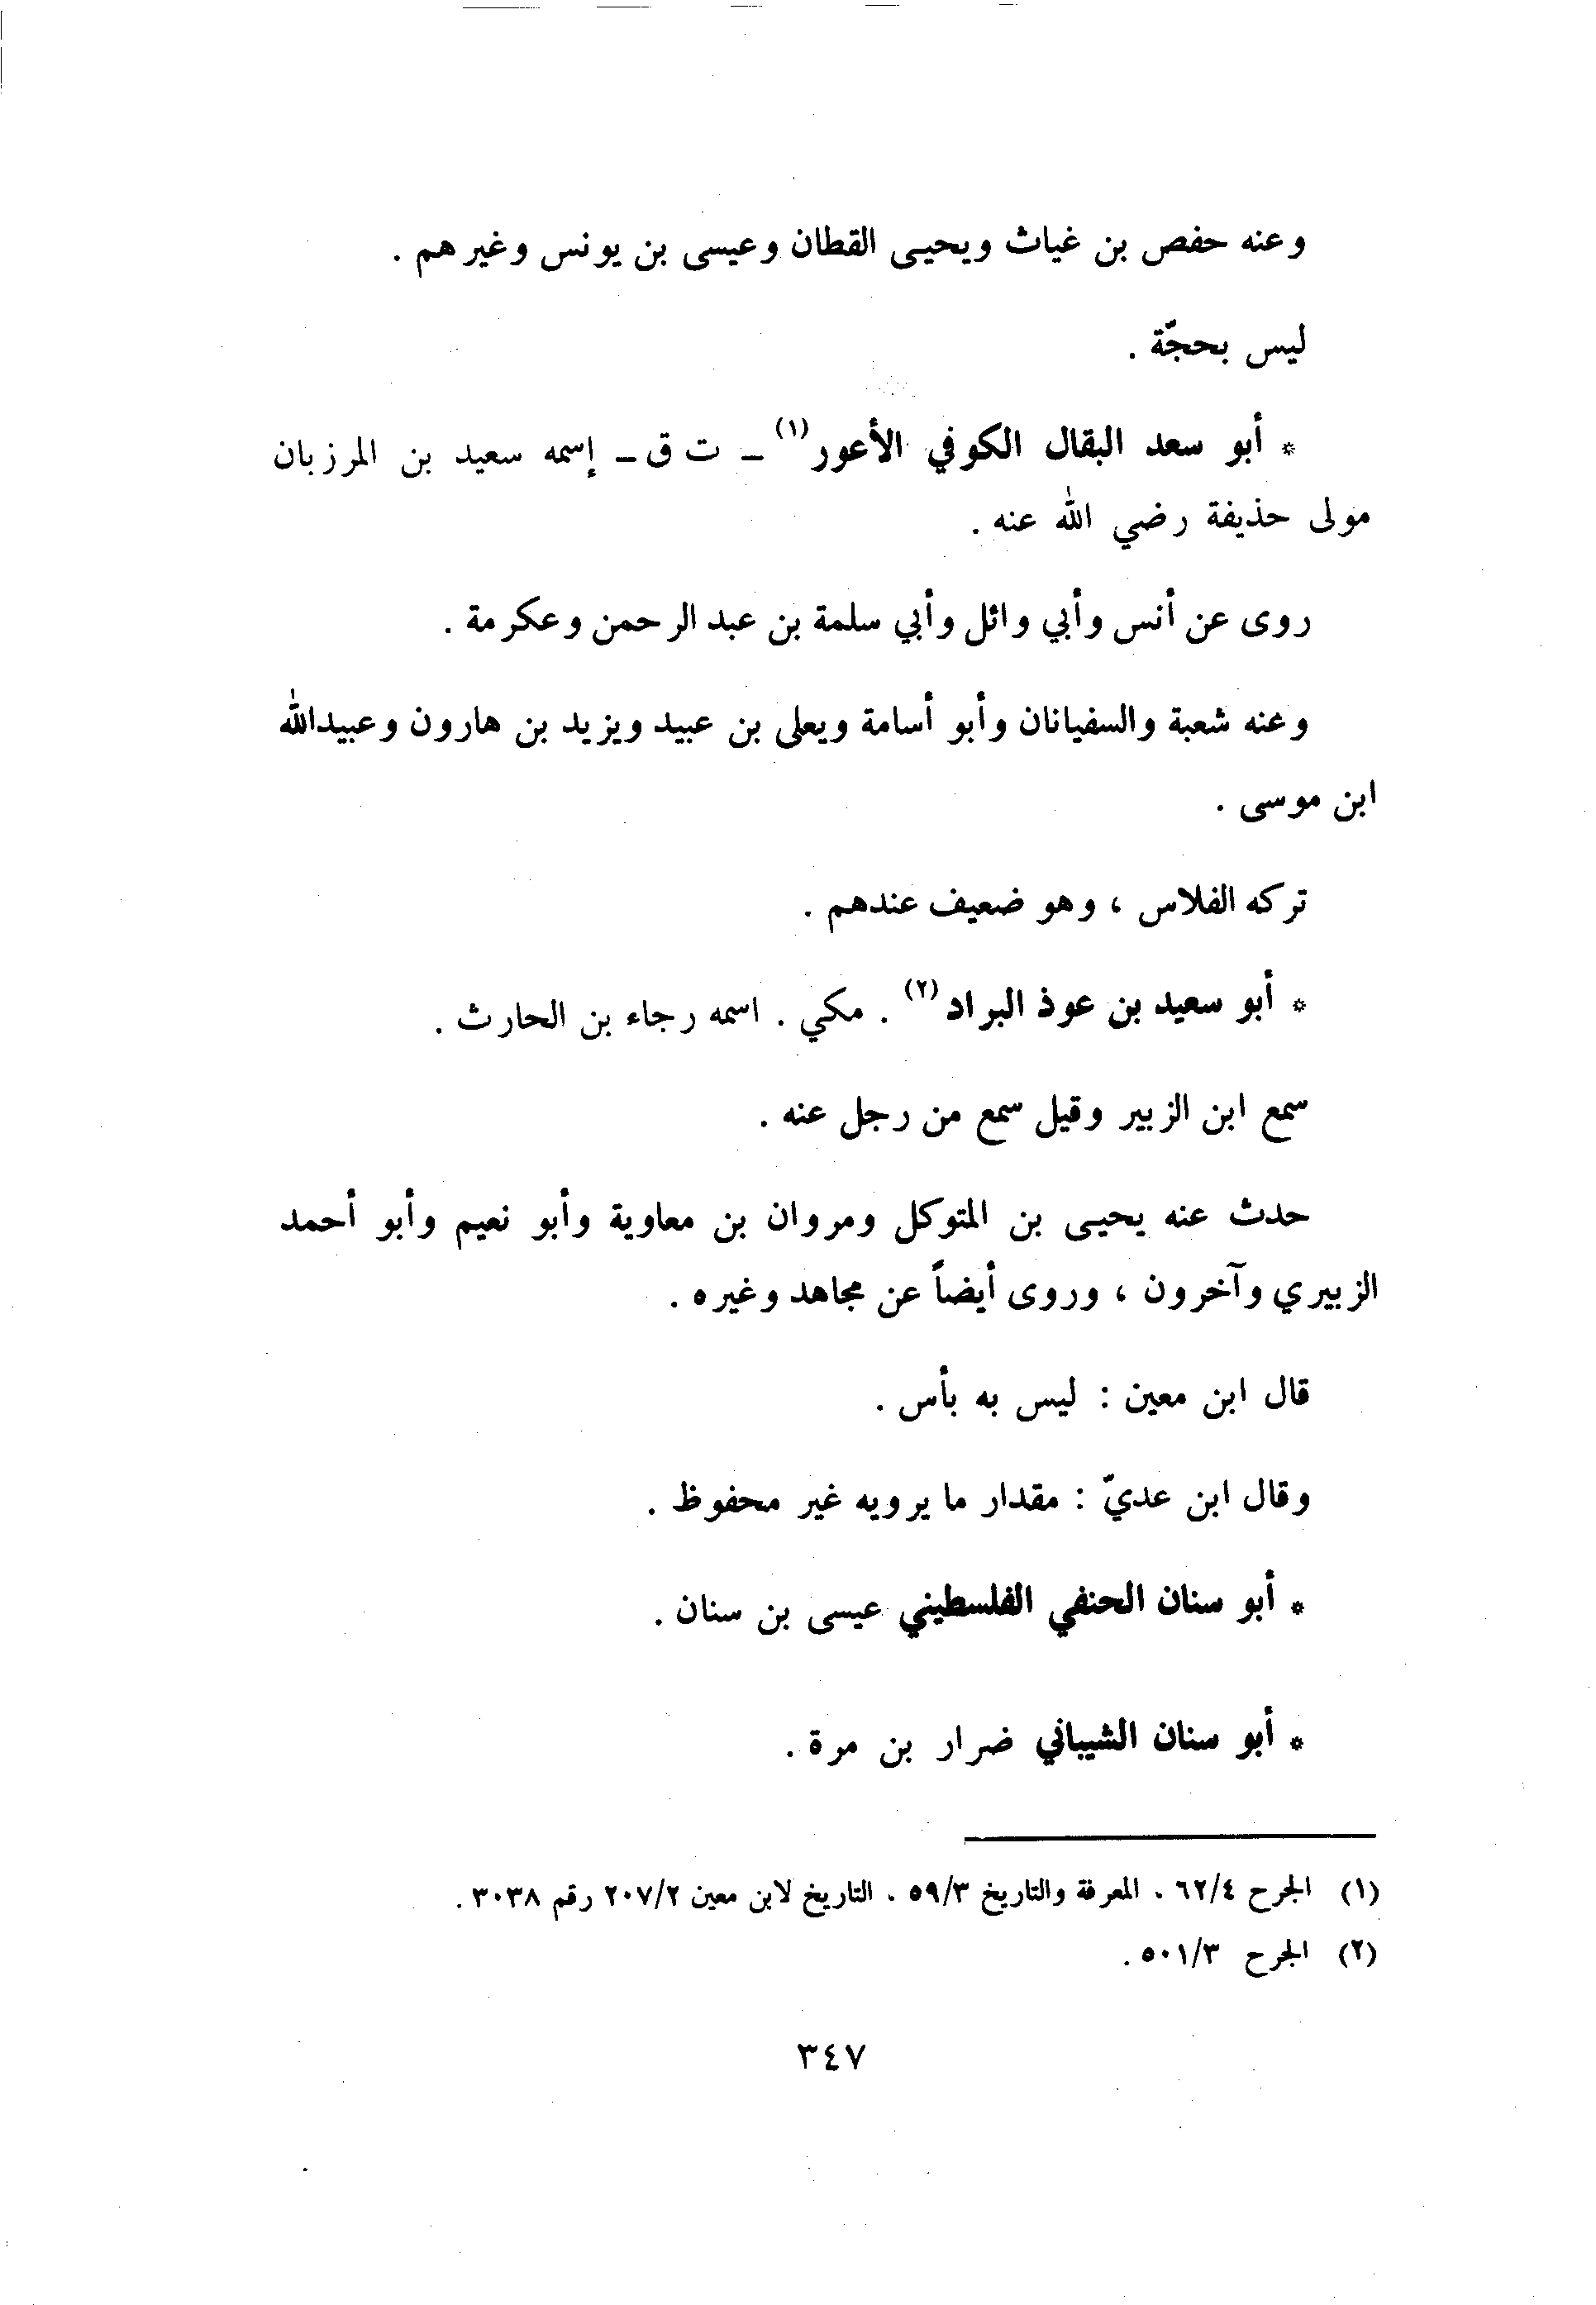 وعنه حفص بن غياث ويحيـى القطان وعيسى بن يونس وغيرهم .
ليس بحجّة .
* أبو سعد البقال الكوفي الأعور(١) ـ ت ق ـ إسمه سعيد بن المرزبان
مولى حذيفة رضي الله عنه .
روى عن أنس وأبي وائل وأبي سلمة بن عبد الرحمن وعكرمة .
وعنه شعبة والسفيانان وأبو أسامة ويعلى بن عبيد ويزيد بن هارون وعبيدالله
ابن موسى .
تركه الفلاس ، وهو ضعيف عندهم .
* أبو سعيد بن عوذ البراد(٢) . مكي . اسمه رجاء بن الحارث .
سمع ابن الزبير وقيل سمع من رجل عنه .
حدث عنه يحيـى بن المتوكل ومروان بن معاوية وأبو نعيم وأبو أحمد
الزبيري وآخرون ، وروى أيضاً عن مجاهد وغيره .
قال ابن معين : ليس به بأس .
وقال ابن عديّ : مقدار ما يرويه غير محفوظ .
* أبو سنان الحنفي الفلسطيني عيسى بن سنان .
* أبو سنان الشيباني ضرار بن مرة .
(١) الجرح ٦٢/٤ . المعرفة والتاريخ ٥٩/٣ . التاريخ لابن معين ٢٠٧/٢ رقم ٣٠٣٨ .
(٢) الجرح ٥٠١/٣ .
٣٤٧